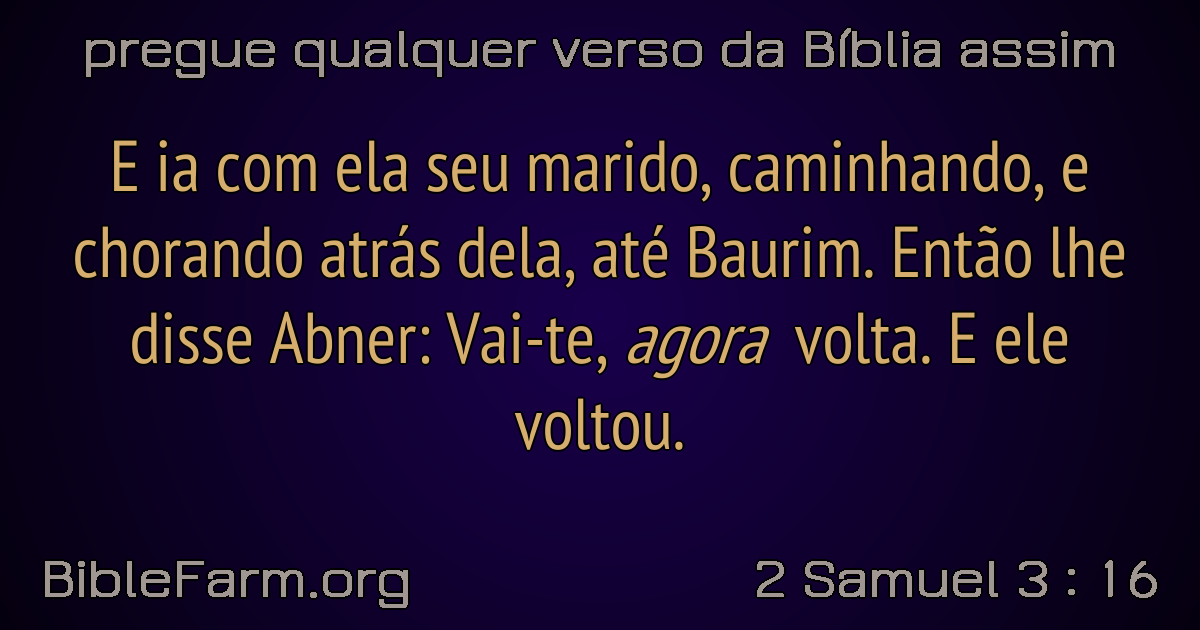 pregue qualquer verso da Bíblia assim
E ia com ela seu marido, caminhando, e
chorando atrás dela, até Baurim. Então lhe
disse Abner: Vai-te, agora volta. E ele
voltou.
BibleFarm.org
2 Samuel 3 : 16